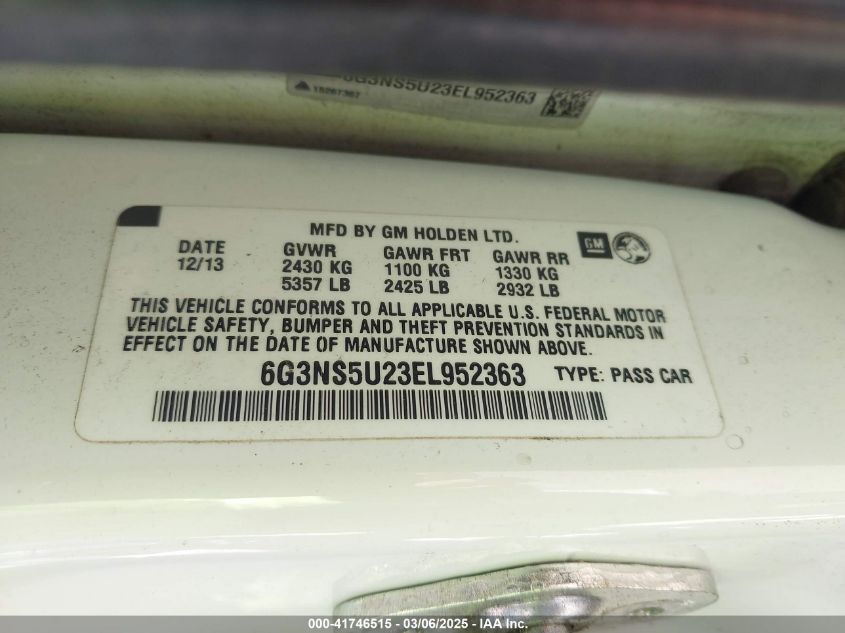 6G3NS5U23EL952363
MFD BY GM HOLDEN LTD.
GM
DATE GVWR GAWR FRT GAWR RR
12/13 2430 KG 1100 KG 1330 KG
5357 LB 2425 LB 2932 LB
THIS VEHICLE CONFORMS TO ALL APPLICABLE U.S. FEDERAL MOTOR
VEHICLE SAFETY, BUMPER AND THEFT PREVENTION STANDARDS IN
EFFECT ON THE DATE OF MANUFACTURE SHOWN ABOVE.
6G3NS5U23EL952363 TYPE: PASS CAR
000-41746515 - 03/06/2025 - IAA Inc.